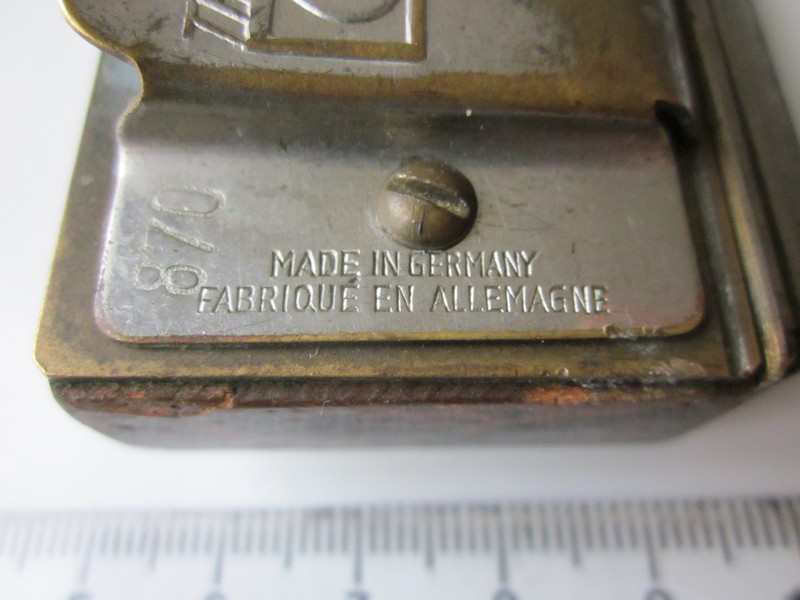 870
MADE IN GERMANY
FABRIQUÉ EN ALLEMAGNE